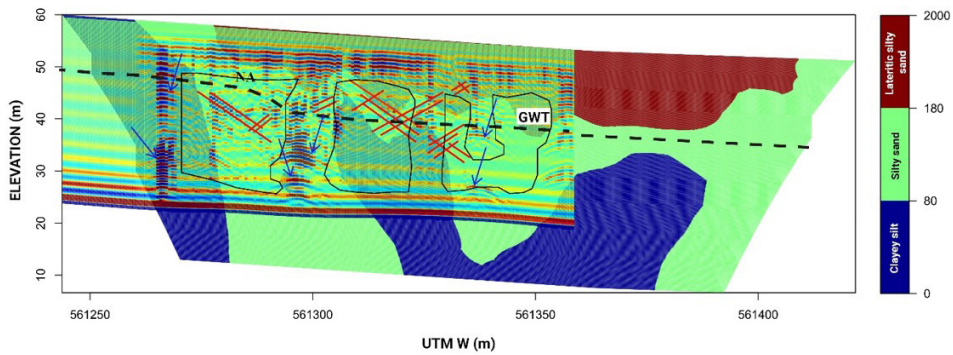 60
50
40
30
20
10
ELEVATION (m)
NA
GWT
561250
561300
561350
561400
UTM W (m)
2000
180
80
0
Lateritic silty
sand
Silty sand
Clayey silt